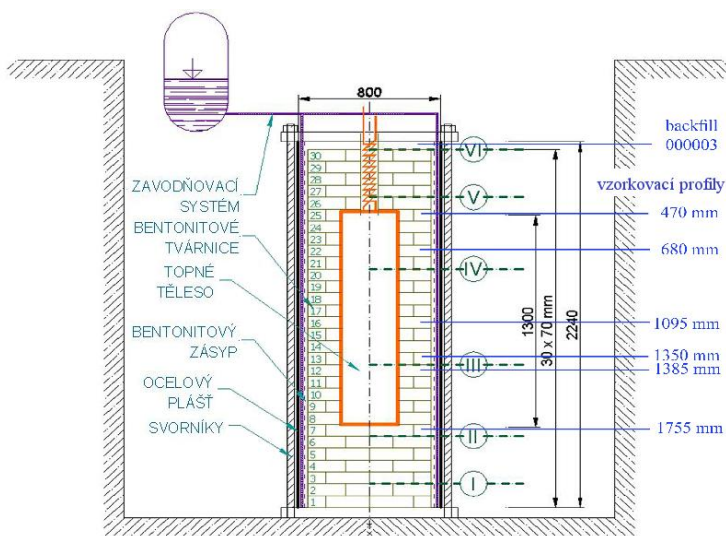 800
backfill
000003
vzorkovací profily
470 mm
680 mm
1095 mm
1350 mm
1385 mm
1755 mm
ZAVODŇOVACÍ
SYSTÉM
BENTONITOVÉ
TVÁRNICE
TOPNÉ
TĚLESO
BENTONITOVÝ
ZÁSYP
OCELOVÝ
PLÁŠŤ
SVORNÍKY
30
29
28
27
26
25
24
23
22
21
20
19
18
17
16
15
14
13
12
11
10
9
8
7
6
5
4
3
2
1
VI
V
IV
III
II
I
1300
30 x 70 mm
2240